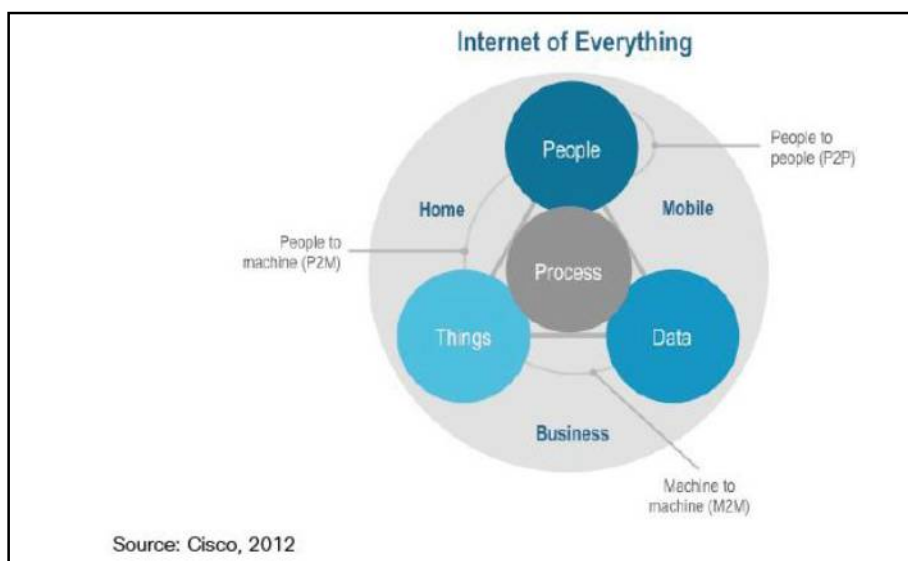 Internet of Everything
People
People to
people (P2P)
Home
Mobile
People to
machine (P2M)
Process
Things
Data
Business
Machine to
machine (M2M)
Source: Cisco, 2012